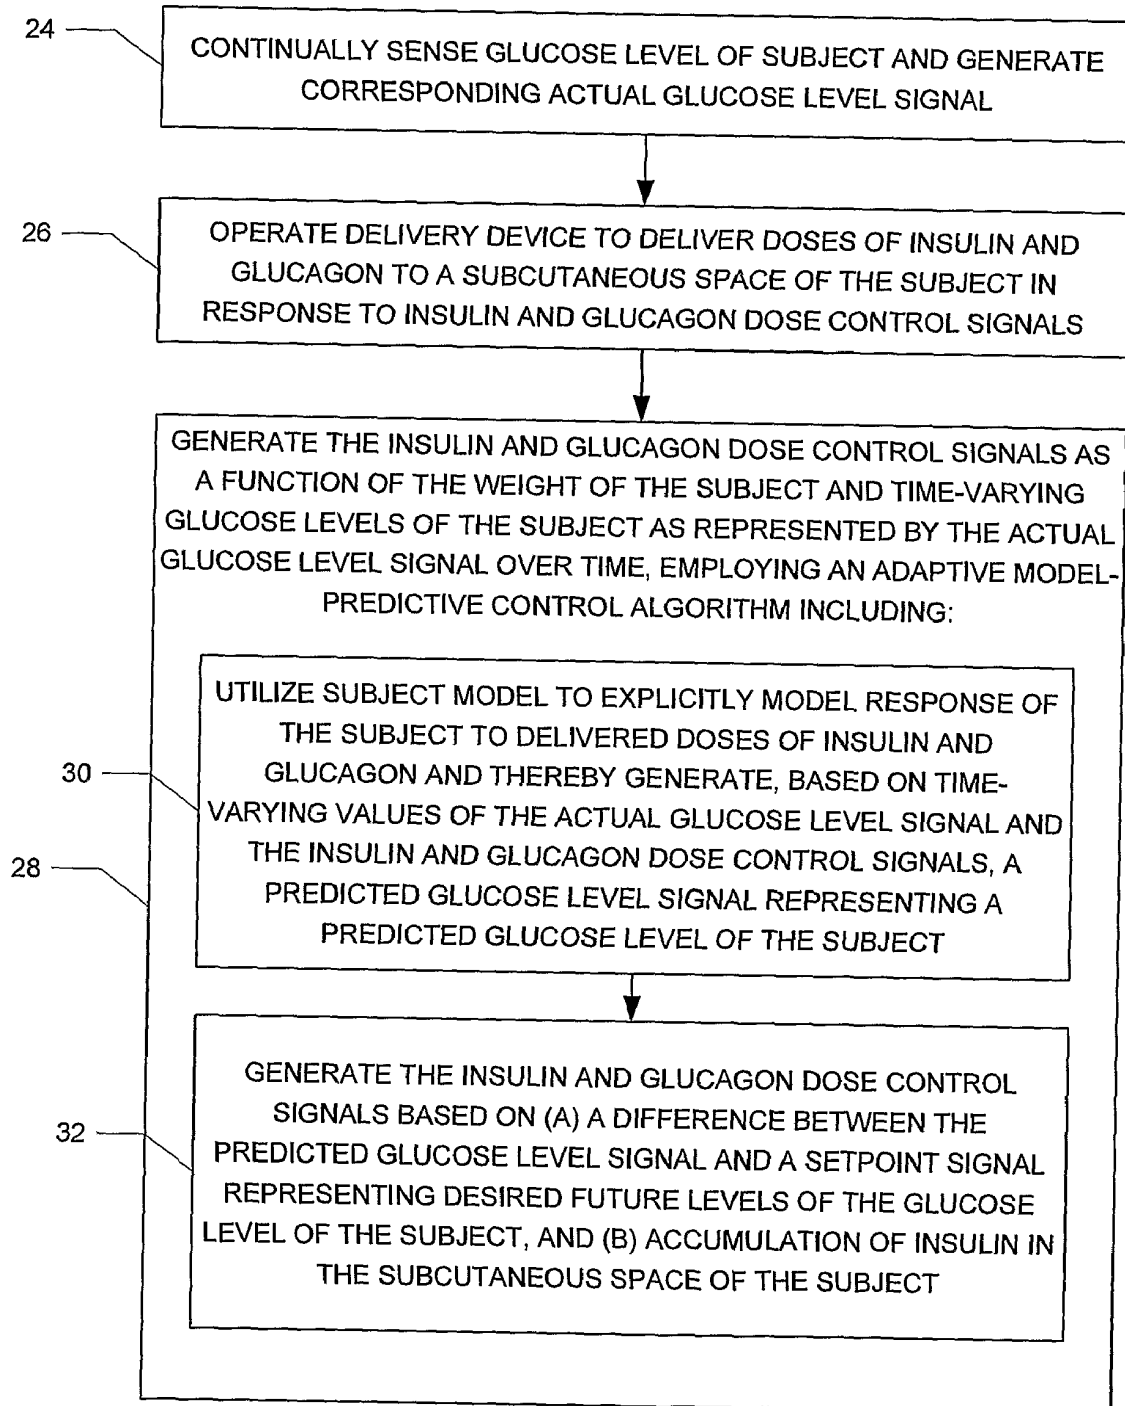 24
CONTINUALLY SENSE GLUCOSE LEVEL OF SUBJECT AND GENERATE
CORRESPONDING ACTUAL GLUCOSE LEVEL SIGNAL
26
OPERATE DELIVERY DEVICE TO DELIVER DOSES OF INSULIN AND
GLUCAGON TO A SUBCUTANEOUS SPACE OF THE SUBJECT IN
RESPONSE TO INSULIN AND GLUCAGON DOSE CONTROL SIGNALS
28
GENERATE THE INSULIN AND GLUCAGON DOSE CONTROL SIGNALS AS
A FUNCTION OF THE WEIGHT OF THE SUBJECT AND TIME-VARYING
GLUCOSE LEVELS OF THE SUBJECT AS REPRESENTED BY THE ACTUAL
GLUCOSE LEVEL SIGNAL OVER TIME, EMPLOYING AN ADAPTIVE MODEL-
PREDICTIVE CONTROL ALGORITHM INCLUDING:
30
UTILIZE SUBJECT MODEL TO EXPLICITLY MODEL RESPONSE OF
THE SUBJECT TO DELIVERED DOSES OF INSULIN AND
GLUCAGON AND THEREBY GENERATE, BASED ON TIME-
VARYING VALUES OF THE ACTUAL GLUCOSE LEVEL SIGNAL AND
THE INSULIN AND GLUCAGON DOSE CONTROL SIGNALS, A
PREDICTED GLUCOSE LEVEL SIGNAL REPRESENTING A
PREDICTED GLUCOSE LEVEL OF THE SUBJECT
32
GENERATE THE INSULIN AND GLUCAGON DOSE CONTROL
SIGNALS BASED ON (A) A DIFFERENCE BETWEEN THE
PREDICTED GLUCOSE LEVEL SIGNAL AND A SETPOINT SIGNAL
REPRESENTING DESIRED FUTURE LEVELS OF THE GLUCOSE
LEVEL OF THE SUBJECT, AND (B) ACCUMULATION OF INSULIN IN
THE SUBCUTANEOUS SPACE OF THE SUBJECT